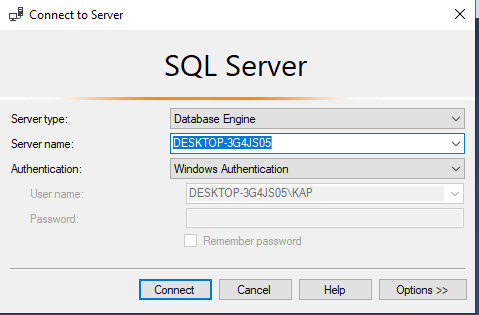 Connect to Server
SQL Server
Server type: Database Engine
Server name: DESKTOP-3G4JS05
Authentication: Windows Authentication
User name: DESKTOP-3G4JS05\KAP
Password:
Remember password
Connect Cancel Help Options >>